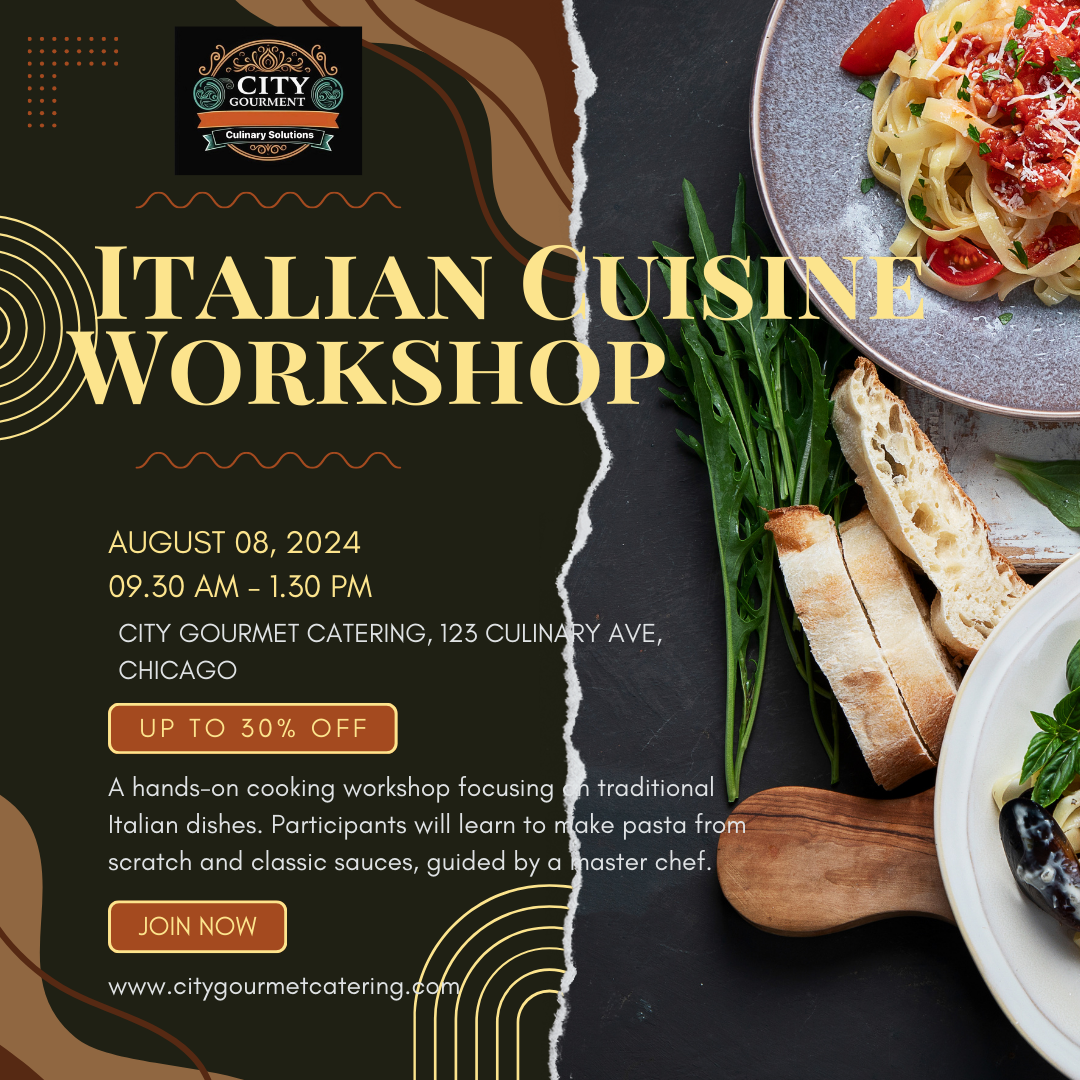 CITY
GOURMENT
Culinary Solutions
ITALIAN CUISINE
WORKSHOP
AUGUST 08, 2024
09.30 AM - 1.30 PM
CITY GOURMET CATERING, 123 CULINARY AVE,
CHICAGO
UP TO 30% OFF
A hands-on cooking workshop focusing on traditional
Italian dishes. Participants will learn to make pasta from
scratch and classic sauces, guided by a master chef.
JOIN NOW
www.citygourmetcatering.com